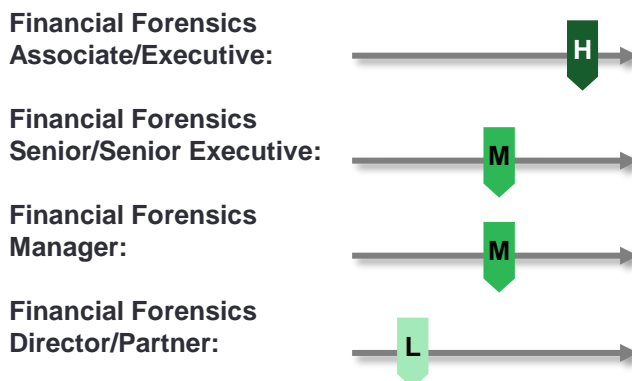 Financial Forensics
Associate/Executive:
H
Financial Forensics
Senior/Senior Executive:
M
Financial Forensics
Manager:
M
Financial Forensics
Director/Partner:
L